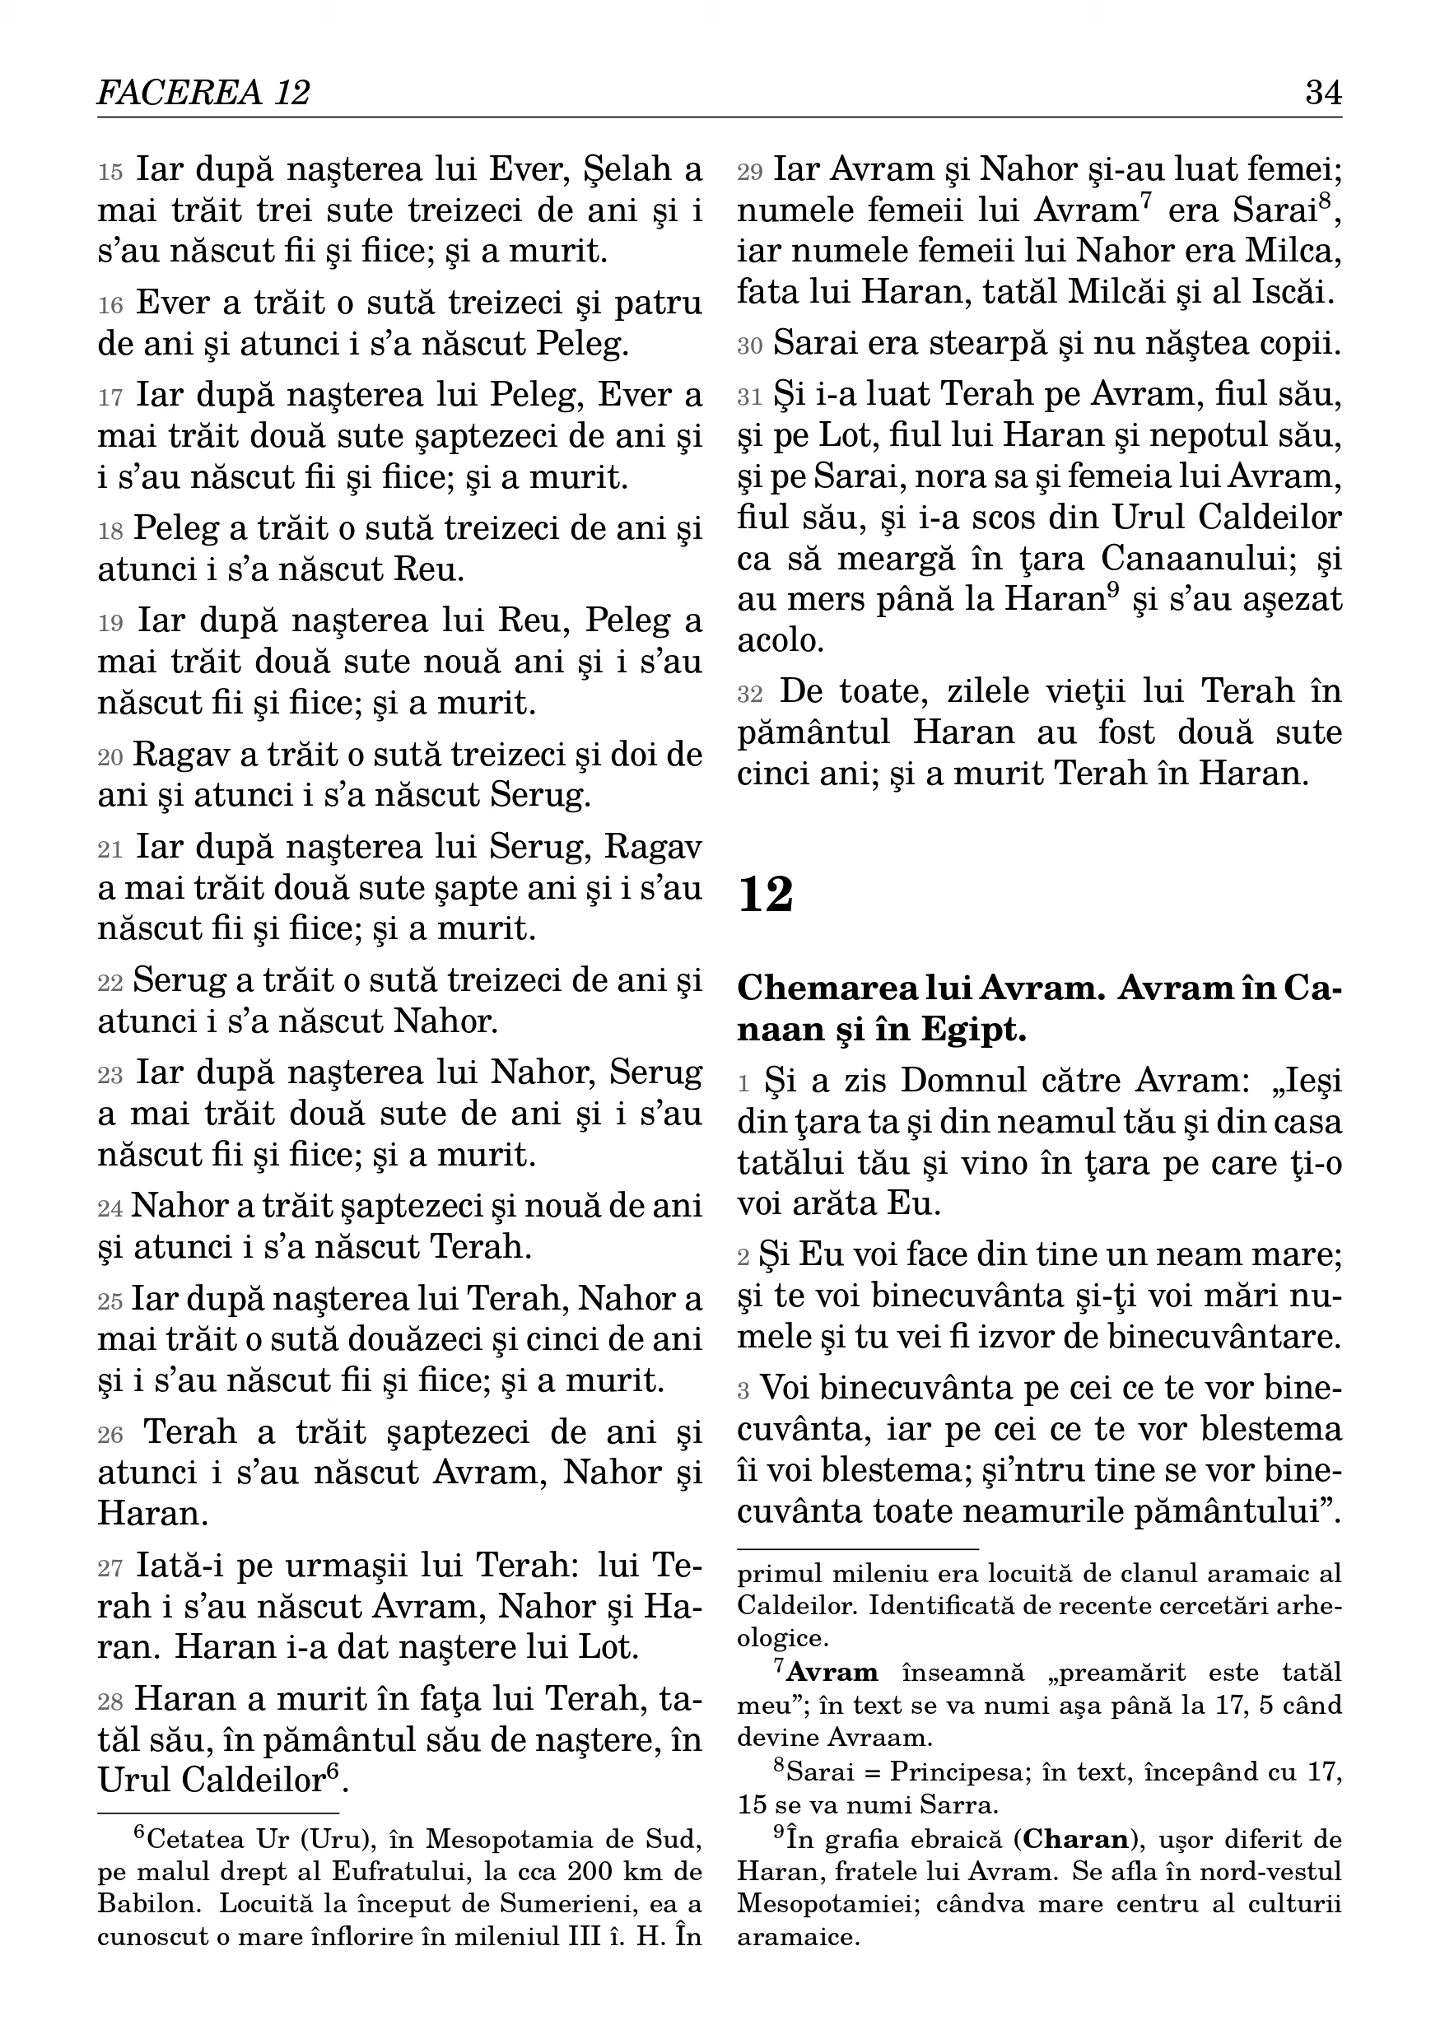 FACEREA 12
34
15 Iar după naşterea lui Ever, Şelah a
mai trăit trei sute treizeci de ani şi i
s’au născut fii şi fiice; şi a murit.
16 Ever a trăit o sută treizeci şi patru
de ani şi atunci i s’a născut Peleg.
17 Iar după naşterea lui Peleg, Ever a
mai trăit două sute şaptezeci de ani şi
i s’au născut fii şi fiice; şi a murit.
18 Peleg a trăit o sută treizeci de ani şi
atunci i s’a născut Reu.
19 Iar după naşterea lui Reu, Peleg a
mai trăit două sute nouă ani şi i s’au
născut fii şi fiice; şi a murit.
20 Ragav a trăit o sută treizeci şi doi de
ani şi atunci i s’a născut Serug.
21 Iar după naşterea lui Serug, Ragav
a mai trăit două sute şapte ani şi i s’au
născut fii şi fiice; şi a murit.
22 Serug a trăit o sută treizeci de ani şi
atunci i s’a născut Nahor.
23 Iar după naşterea lui Nahor, Serug
a mai trăit două sute de ani şi i s’au
născut fii şi fiice; şi a murit.
24 Nahor a trăit şaptezeci şi nouă de ani
şi atunci i s’a născut Terah.
25 Iar după naşterea lui Terah, Nahor a
mai trăit o sută douăzeci şi cinci de ani
şi i s’au născut fii şi fiice; şi a murit.
26 Terah a trăit şaptezeci de ani şi
atunci i s’au născut Avram, Nahor şi
Haran.
27 Iată-i pe urmaşii lui Terah: lui Te-
rah i s’au născut Avram, Nahor şi Ha-
ran. Haran i-a dat naştere lui Lot.
28 Haran a murit în faţa lui Terah, ta-
tăl său, în pământul său de naştere, în
Urul Caldeilor⁶.
⁶Cetatea Ur (Uru), în Mesopotamia de Sud,
pe malul drept al Eufratului, la cca 200 km de
Babilon. Locuită la început de Sumerieni, ea a
cunoscut o mare înflorire în mileniul III î. H. În
29 Iar Avram şi Nahor şi-au luat femei;
numele femeii lui Avram⁷ era Sarai⁸,
iar numele femeii lui Nahor era Milca,
fata lui Haran, tatăl Milcăi şi al Iscăi.
30 Sarai era stearpă şi nu năştea copii.
31 Şi i-a luat Terah pe Avram, fiul său,
şi pe Lot, fiul lui Haran şi nepotul său,
şi pe Sarai, nora sa şi femeia lui Avram,
fiul său, şi i-a scos din Urul Caldeilor
ca să meargă în ţara Canaanului; şi
au mers până la Haran⁹ şi s’au aşezat
acolo.
32 De toate, zilele vieţii lui Terah în
pământul Haran au fost două sute
cinci ani; şi a murit Terah în Haran.
12
Chemarea lui Avram. Avram în Ca-
naan şi în Egipt.
1 Şi a zis Domnul către Avram: „Ieşi
din ţara ta şi din neamul tău şi din casa
tatălui tău şi vino în ţara pe care ţi-o
voi arăta Eu.
2 Şi Eu voi face din tine un neam mare;
şi te voi binecuvânta şi-ţi voi mări nu-
mele şi tu vei fi izvor de binecuvântare.
3 Voi binecuvânta pe cei ce te vor bine-
cuvânta, iar pe cei ce te vor blestema
îi voi blestema; şi’ntru tine se vor bine-
cuvânta toate neamurile pământului”.
primul mileniu era locuită de clanul aramaic al
Caldeilor. Identificată de recente cercetări arhe-
ologice.
⁷Avram înseamnă „preamărit este tatăl
meu”; în text se va numi aşa până la 17, 5 când
devine Avraam.
⁸Sarai = Principesa; în text, începând cu 17,
15 se va numi Sarra.
⁹În grafia ebraică (Charan), uşor diferit de
Haran, fratele lui Avram. Se afla în nord-vestul
Mesopotamiei; cândva mare centru al culturii
aramaice.